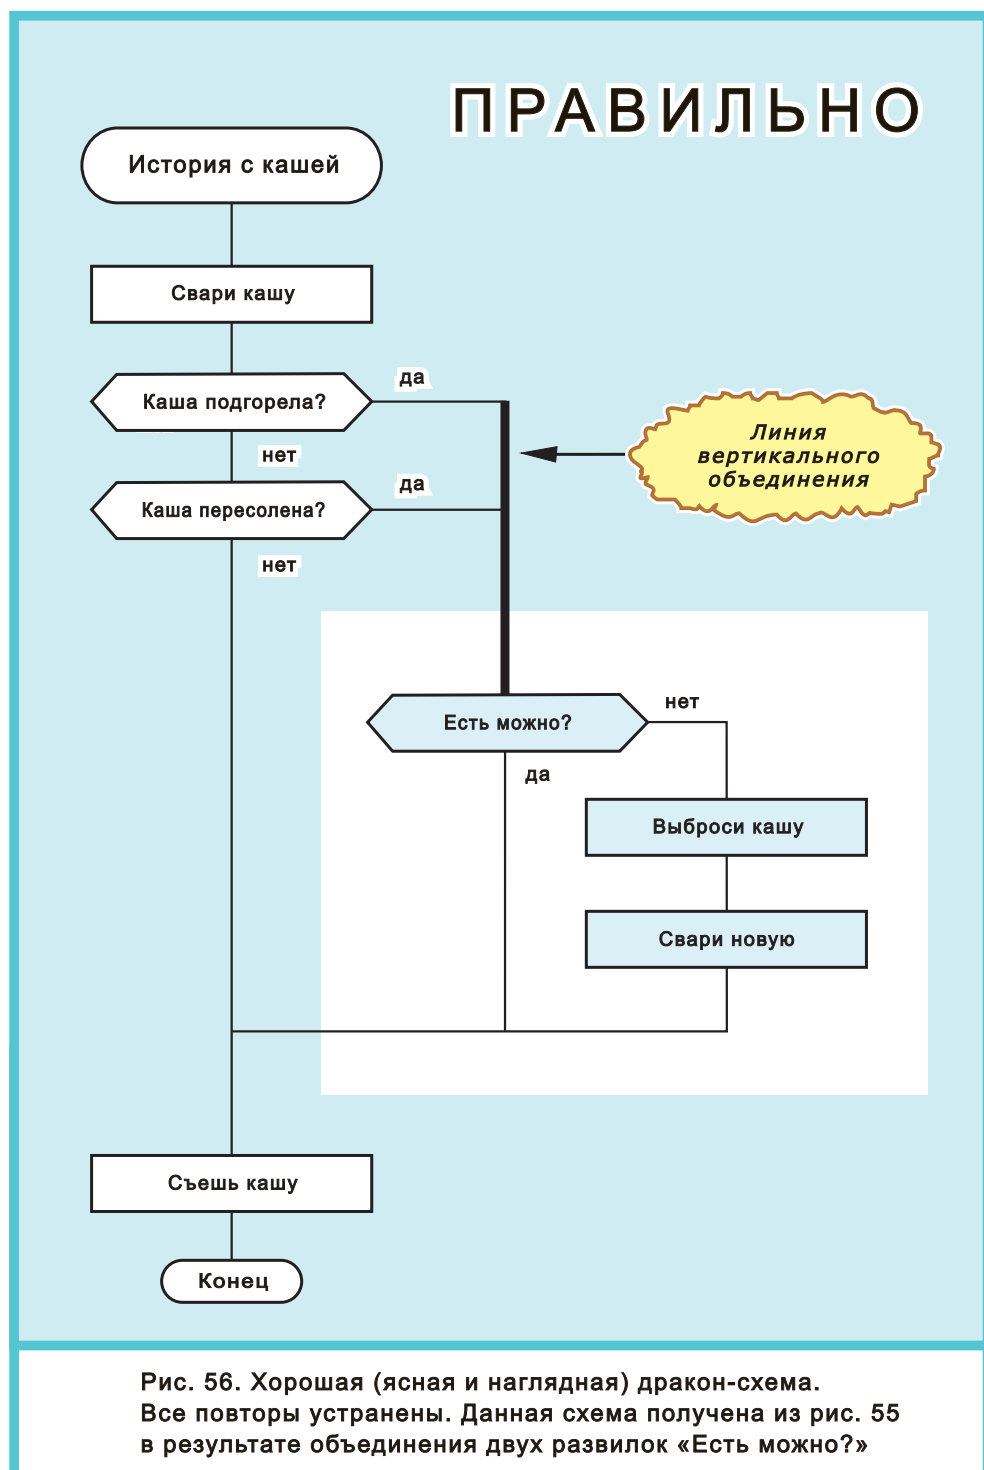 ПРАВИЛЬНО
История с кашей
Свари кашу
Каша подгорела?
да
нет
Линия
вертикального
объединения
Каша пересолена?
да
нет
Есть можно?
нет
да
Выброси кашу
Свари новую
Съешь кашу
Конец
Рис. 56. Хорошая (ясная и наглядная) дракон-схема.
Все повторы устранены. Данная схема получена из рис. 55
в результате объединения двух развилок «Есть можно?»